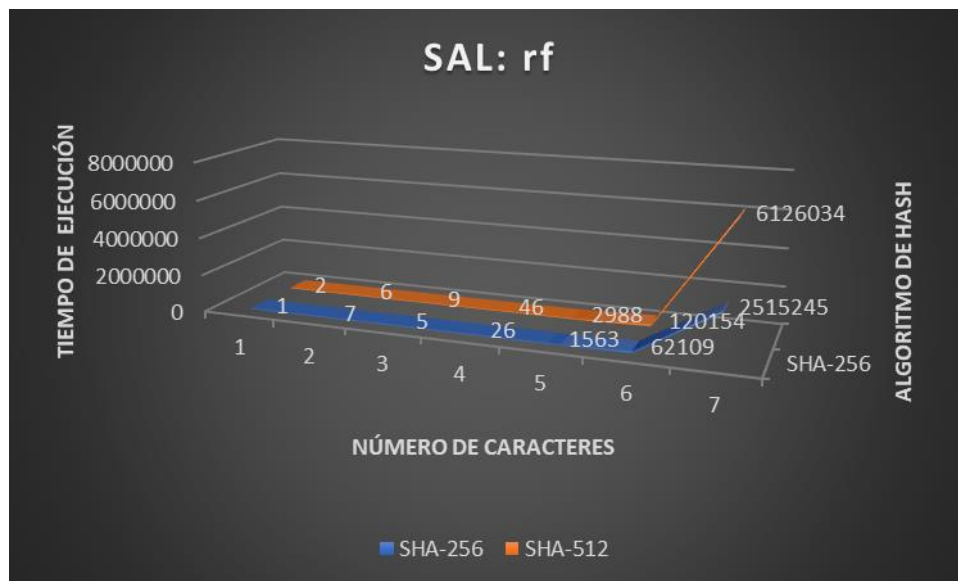 SAL: rf
TIEMPO DE EJECUCIÓN
8000000
6000000
4000000
2000000
0
2 6 9 46 2988 120154 6126034
1 7 5 26 1563 62109 2515245
1 2 3 4 5 6 7
SHA-256
ALGORITMO DE HASH
NÚMERO DE CARACTERES
SHA-256 SHA-512